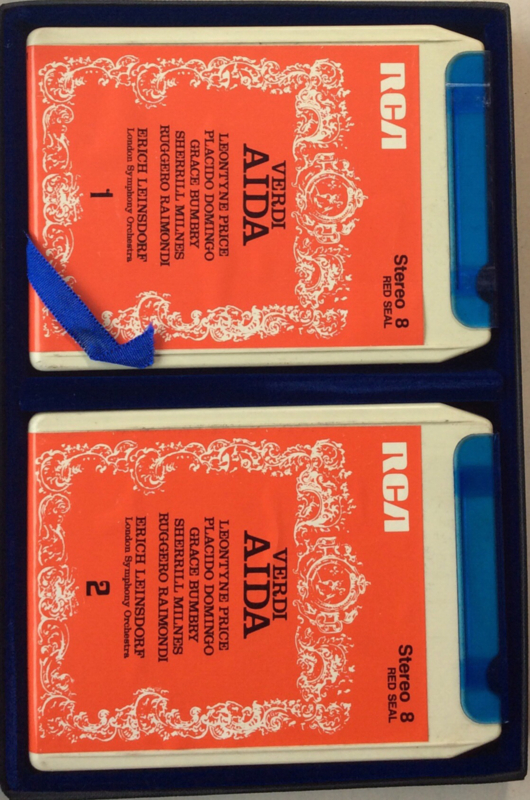 RCA
Stereo 8
RED SEAL
VERDI
AIDA
LEONTYNE PRICE
PLACIDO DOMINGO
GRACE BUMBRY
SHERRILL MILNES
RUGGERO RAIMONDI
ERICH LEINSDORF
London Symphony Orchestra
1
RCA
Stereo 8
RED SEAL
VERDI
AIDA
LEONTYNE PRICE
PLACIDO DOMINGO
GRACE BUMBRY
SHERRILL MILNES
RUGGERO RAIMONDI
ERICH LEINSDORF
London Symphony Orchestra
2